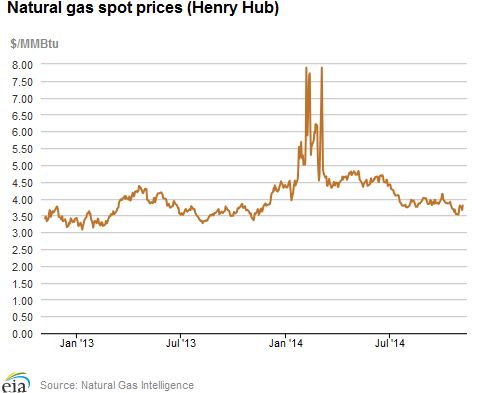 Natural gas spot prices (Henry Hub)
$/MMBtu
8.00
7.50
7.00
6.50
6.00
5.50
5.00
4.50
4.00
3.50
3.00
2.50
2.00
1.50
1.00
0.50
0.00
Jan '13
Jul '13
Jan '14
Jul '14
eia
Source: Natural Gas Intelligence